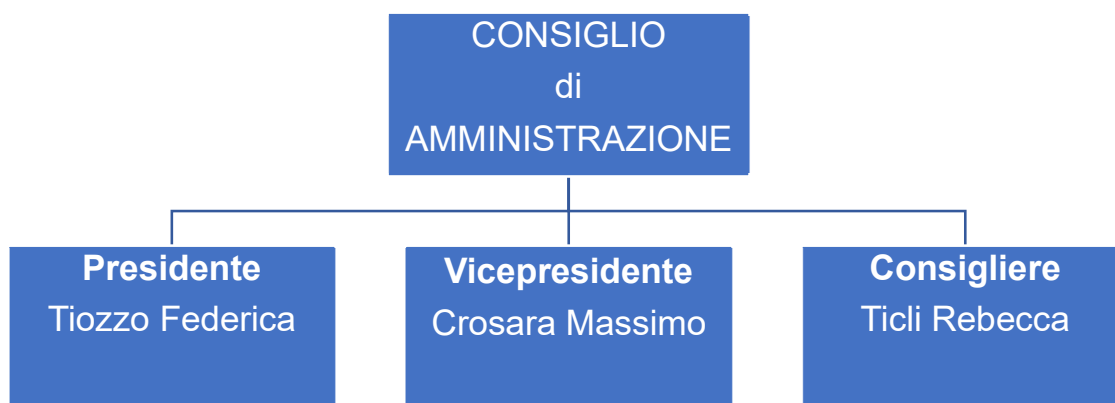 CONSIGLIO
di
AMMINISTRAZIONE
Presidente
Tiozzo Federica
Vicepresidente
Crosara Massimo
Consigliere
Ticli Rebecca